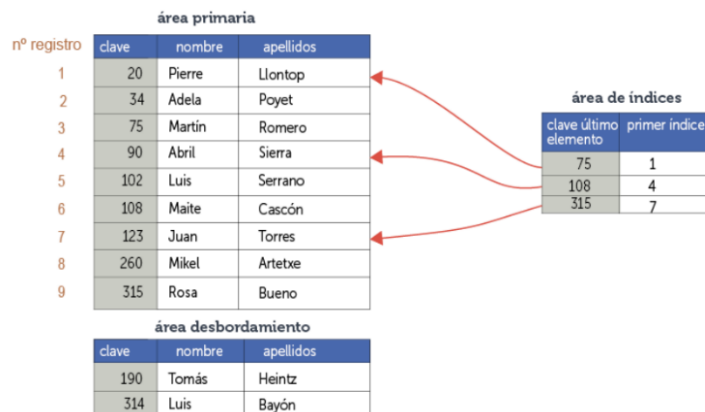 área primaria
nº registro clave nombre apellidos
1 20 Pierre Llontop
2 34 Adela Poyet
3 75 Martín Romero
4 90 Abril Sierra
5 102 Luis Serrano
6 108 Maite Cascón
7 123 Juan Torres
8 260 Mikel Artetxe
9 315 Rosa Bueno
área desbordamiento
clave nombre apellidos
190 Tomás Heintz
314 Luis Bayón
área de índices
clave último elemento primer índice
75 1
108 4
315 7